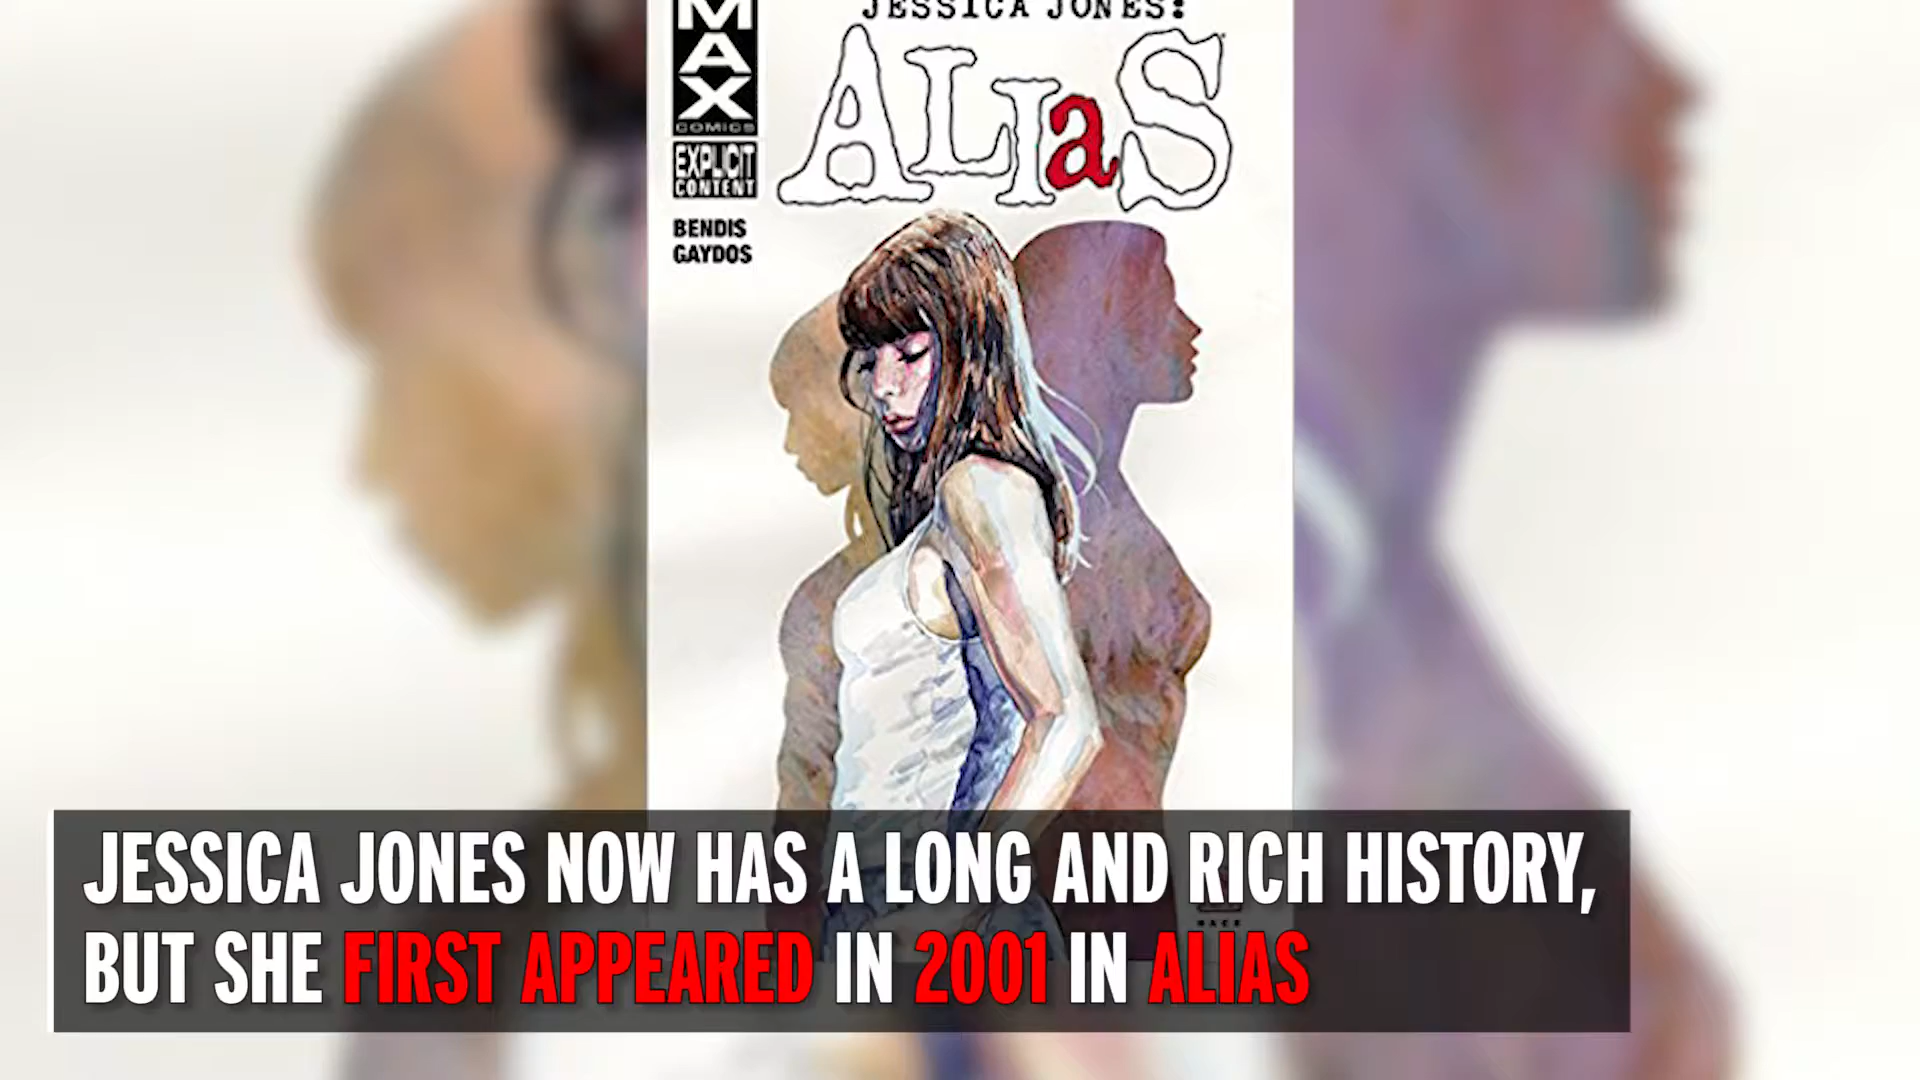 JESSICA JONES:
ALIaS
MAX
COMICS
EXPLICIT
CONTENT
BENDIS
GAYDOS
MACK
JESSICA JONES NOW HAS A LONG AND RICH HISTORY,
BUT SHE FIRST APPEARED IN 2001 IN ALIAS